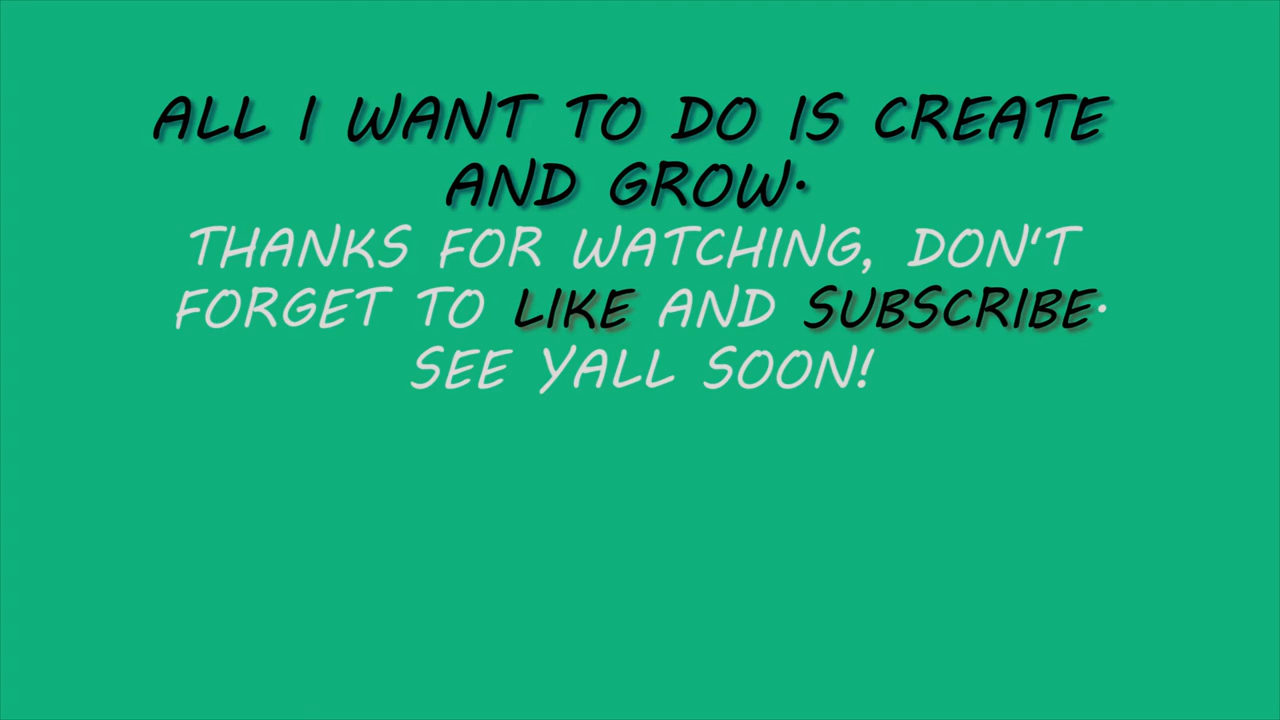 ALL I WANT TO DO IS CREATE
AND GROW.
THANKS FOR WATCHING, DON'T
FORGET TO LIKE AND SUBSCRIBE.
SEE YALL SOON!